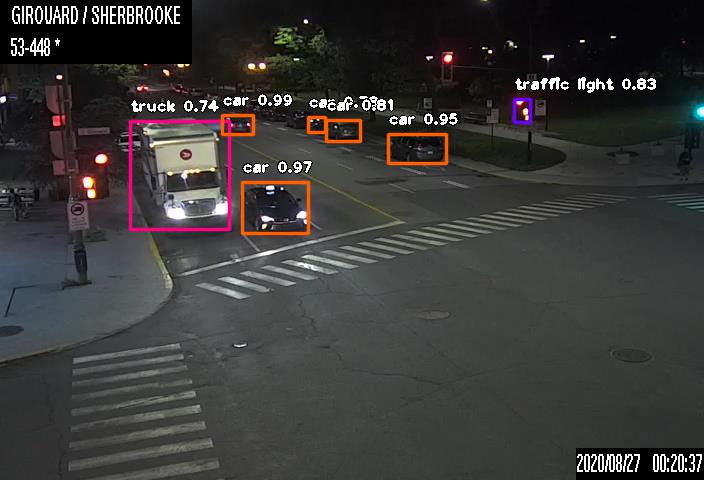 GIROUARD / SHERBROOKE
53-448 *
traffic light 0.83
truck 0.74
car 0.99
car 0.81
car 0.95
car 0.97
2020/08/27 00:20:37